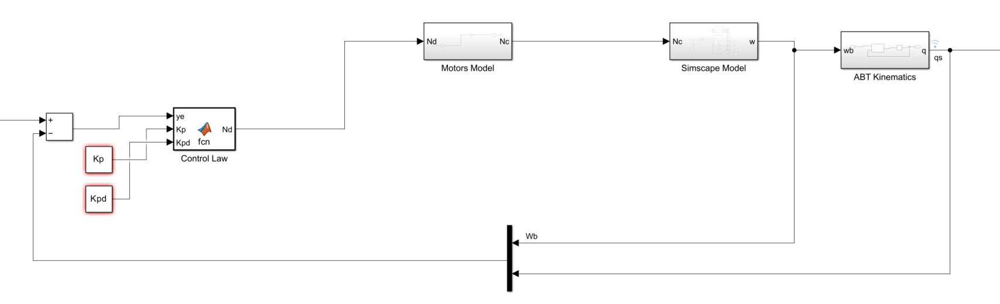 Nd
Nc
Motors Model
Nc
w
Simscape Model
wb
q
qs
ABT Kinematics
+
−
ye
Kp
Kpd
fcn
Nd
Control Law
Kp
Kpd
Wb